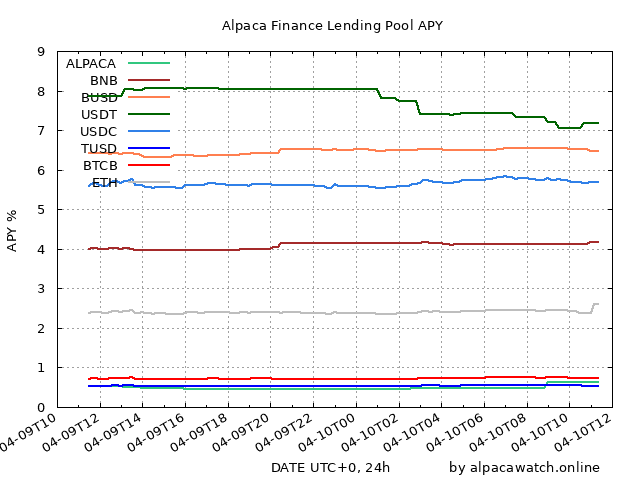 Alpaca Finance Lending Pool APY
9
8
7
6
5
4
3
2
1
0
APY %
ALPACA
BNB
BUSD
USDT
USDC
TUSD
BTCB
ETH
04-09T10
04-09T12
04-09T14
04-09T16
04-09T18
04-09T20
04-09T22
04-10T00
04-10T02
04-10T04
04-10T06
04-10T08
04-10T10
04-10T12
DATE UTC+0, 24h
by alpacawatch.online